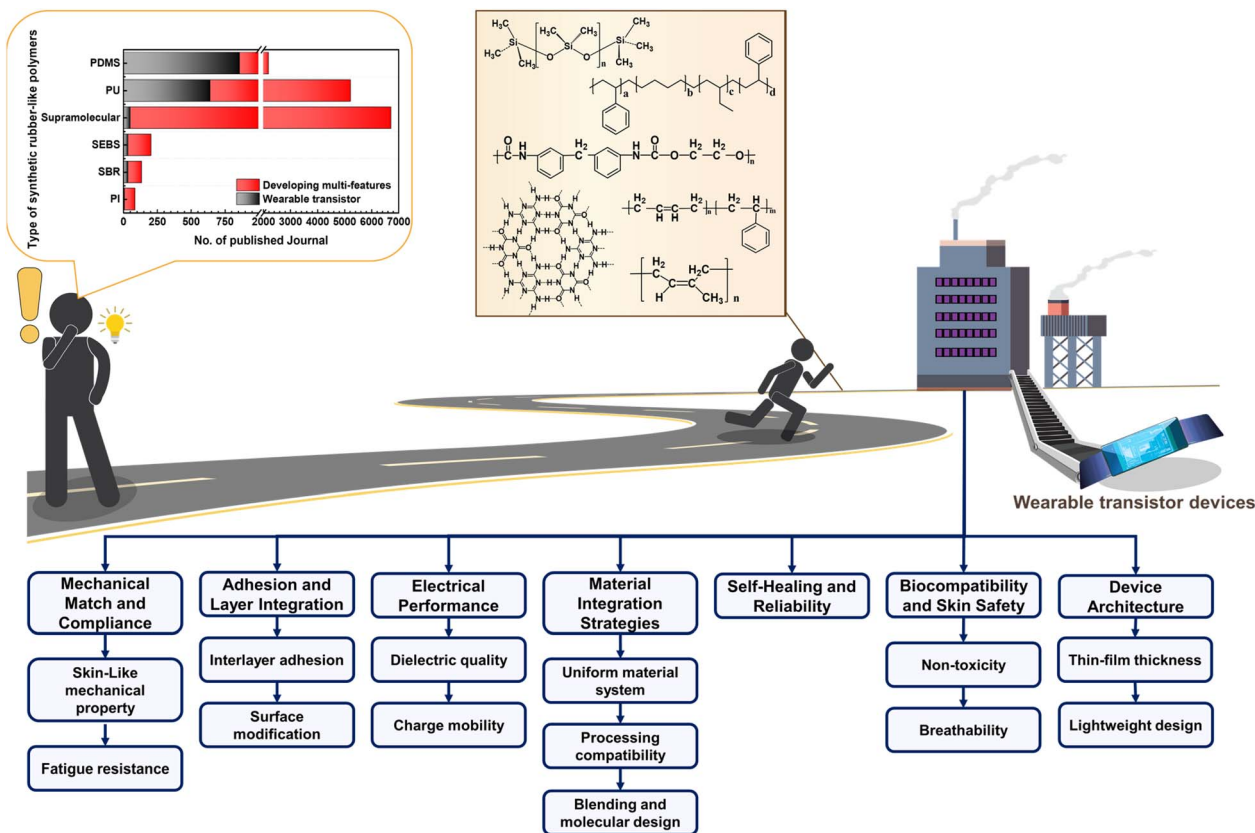 Type of synthetic rubber-like polymers
PDMS
PU
Supramolecular
SEBS
SBR
PI
Developing multi-features
Wearable transistor
0 250 500 750 2000 3000 4000 5000 6000 7000
No. of published Journal
Wearable transistor devices
Mechanical
Match and
Compliance
Skin-Like
mechanical
property
Fatigue resistance
Adhesion and
Layer Integration
Interlayer adhesion
Surface
modification
Electrical
Performance
Dielectric quality
Charge mobility
Material
Integration
Strategies
Uniform material
system
Processing
compatibility
Blending and
molecular design
Self-Healing and
Reliability
Biocompatibility
and Skin Safety
Non-toxicity
Breathability
Device
Architecture
Thin-film thickness
Lightweight design